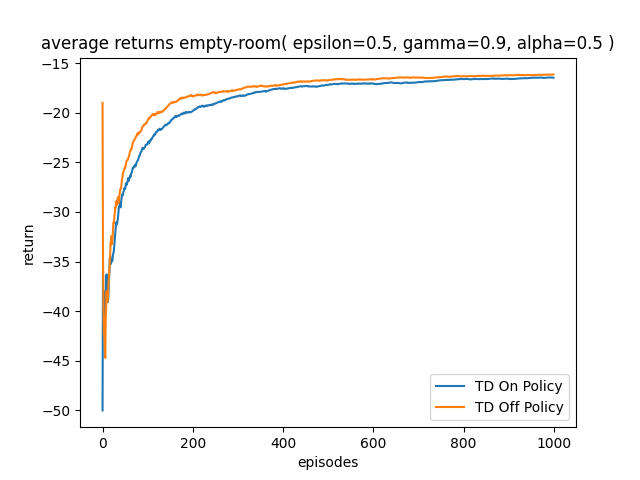 average returns empty-room( epsilon=0.5, gamma=0.9, alpha=0.5 )
−15
−20
−25
−30
−35
−40
−45
−50
return
0 200 400 600 800 1000
episodes
TD On Policy
TD Off Policy